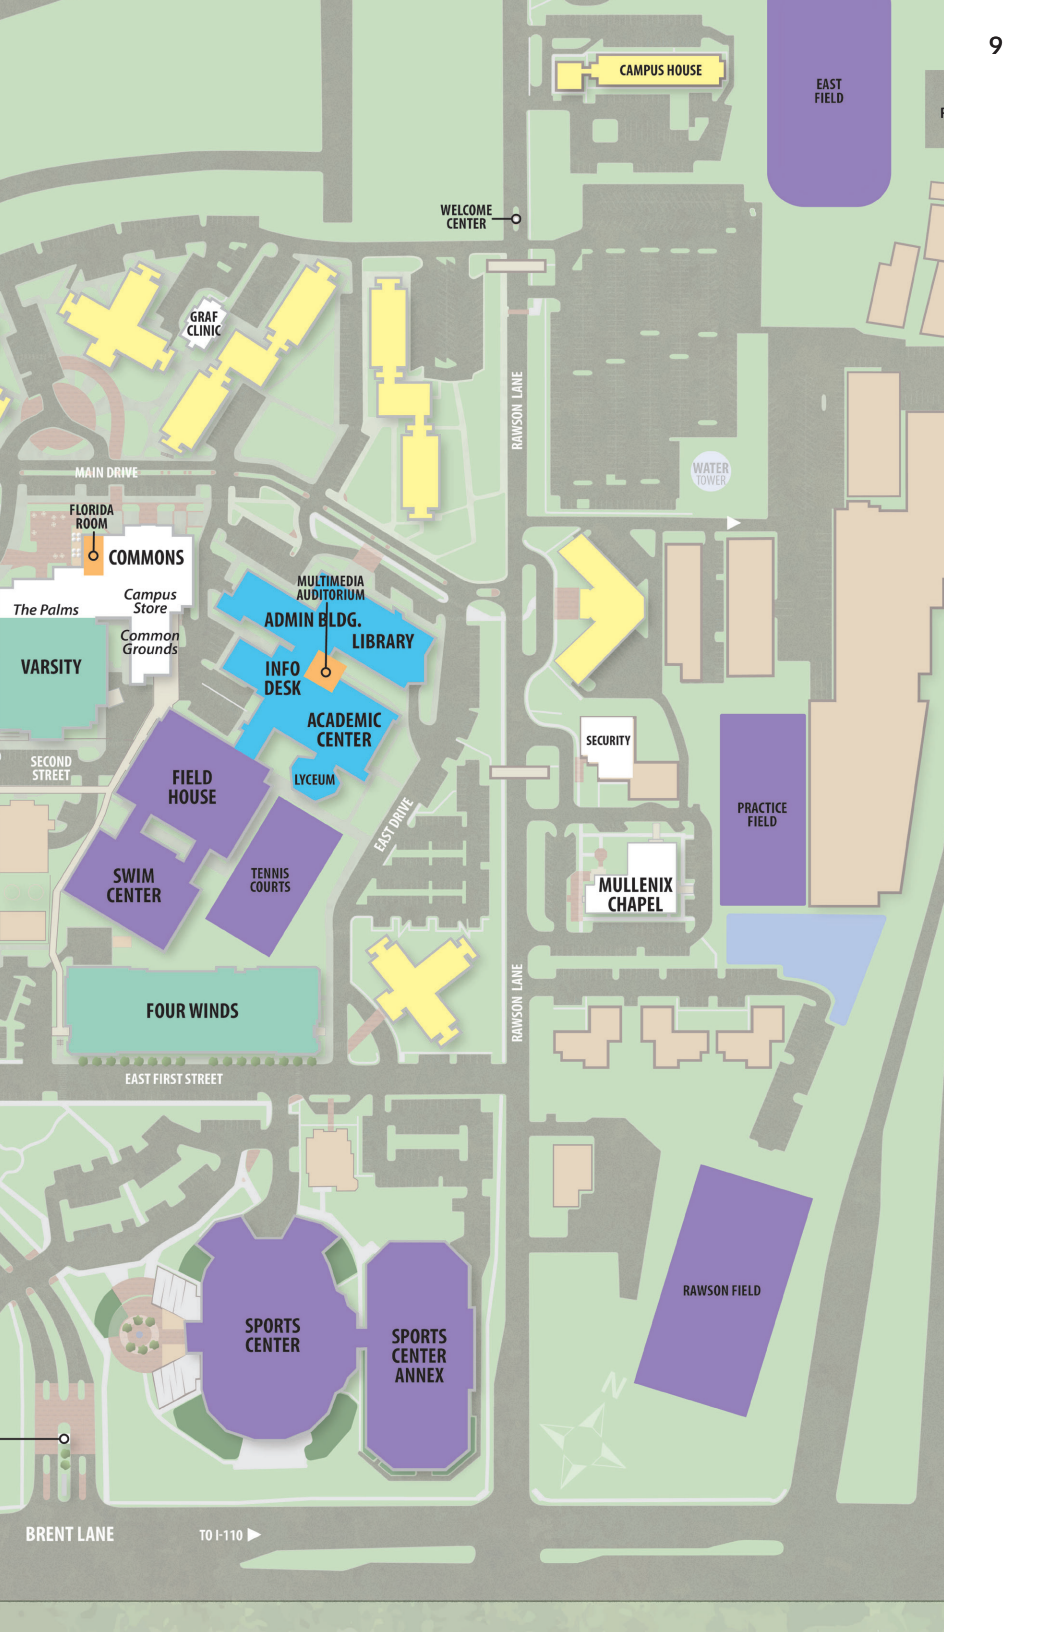 9
CAMPUS HOUSE
EAST
FIELD
WELCOME
CENTER
GRAF
CLINIC
RAWSON LANE
MAIN DRIVE
WATER
TOWER
FLORIDA
ROOM
COMMONS
MULTIMEDIA
AUDITORIUM
Campus
Store
The Palms
ADMIN BLDG.
LIBRARY
Common
Grounds
VARSITY
INFO
DESK
ACADEMIC
CENTER
SECURITY
SECOND
STREET
FIELD
HOUSE
LYCEUM
EAST DRIVE
PRACTICE
FIELD
SWIM
CENTER
TENNIS
COURTS
MULLENIX
CHAPEL
FOUR WINDS
RAWSON LANE
EAST FIRST STREET
RAWSON FIELD
SPORTS
CENTER
SPORTS
CENTER
ANNEX
N
BRENT LANE
TO I-110